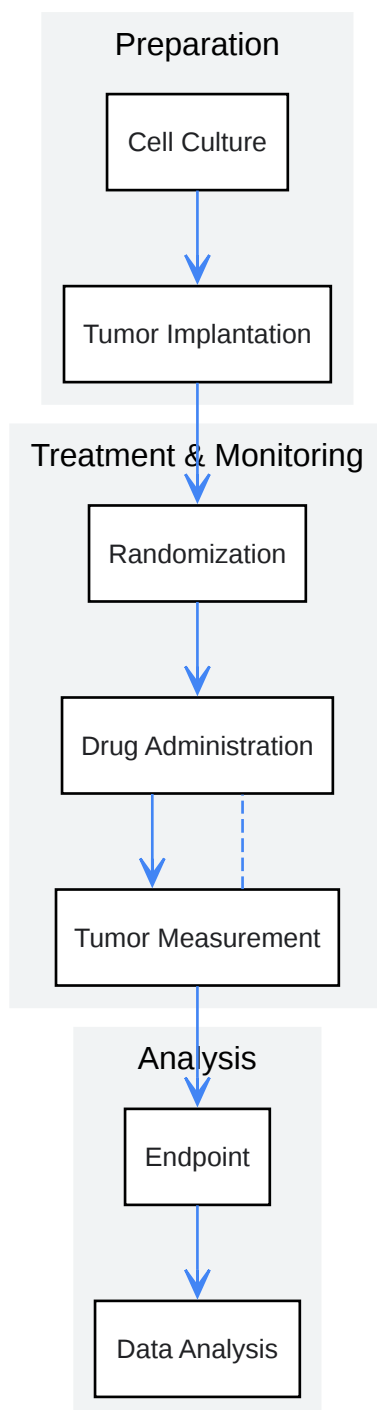 Preparation
Cell Culture
Tumor Implantation
Treatment & Monitoring
Randomization
Drug Administration
Tumor Measurement
Analysis
Endpoint
Data Analysis